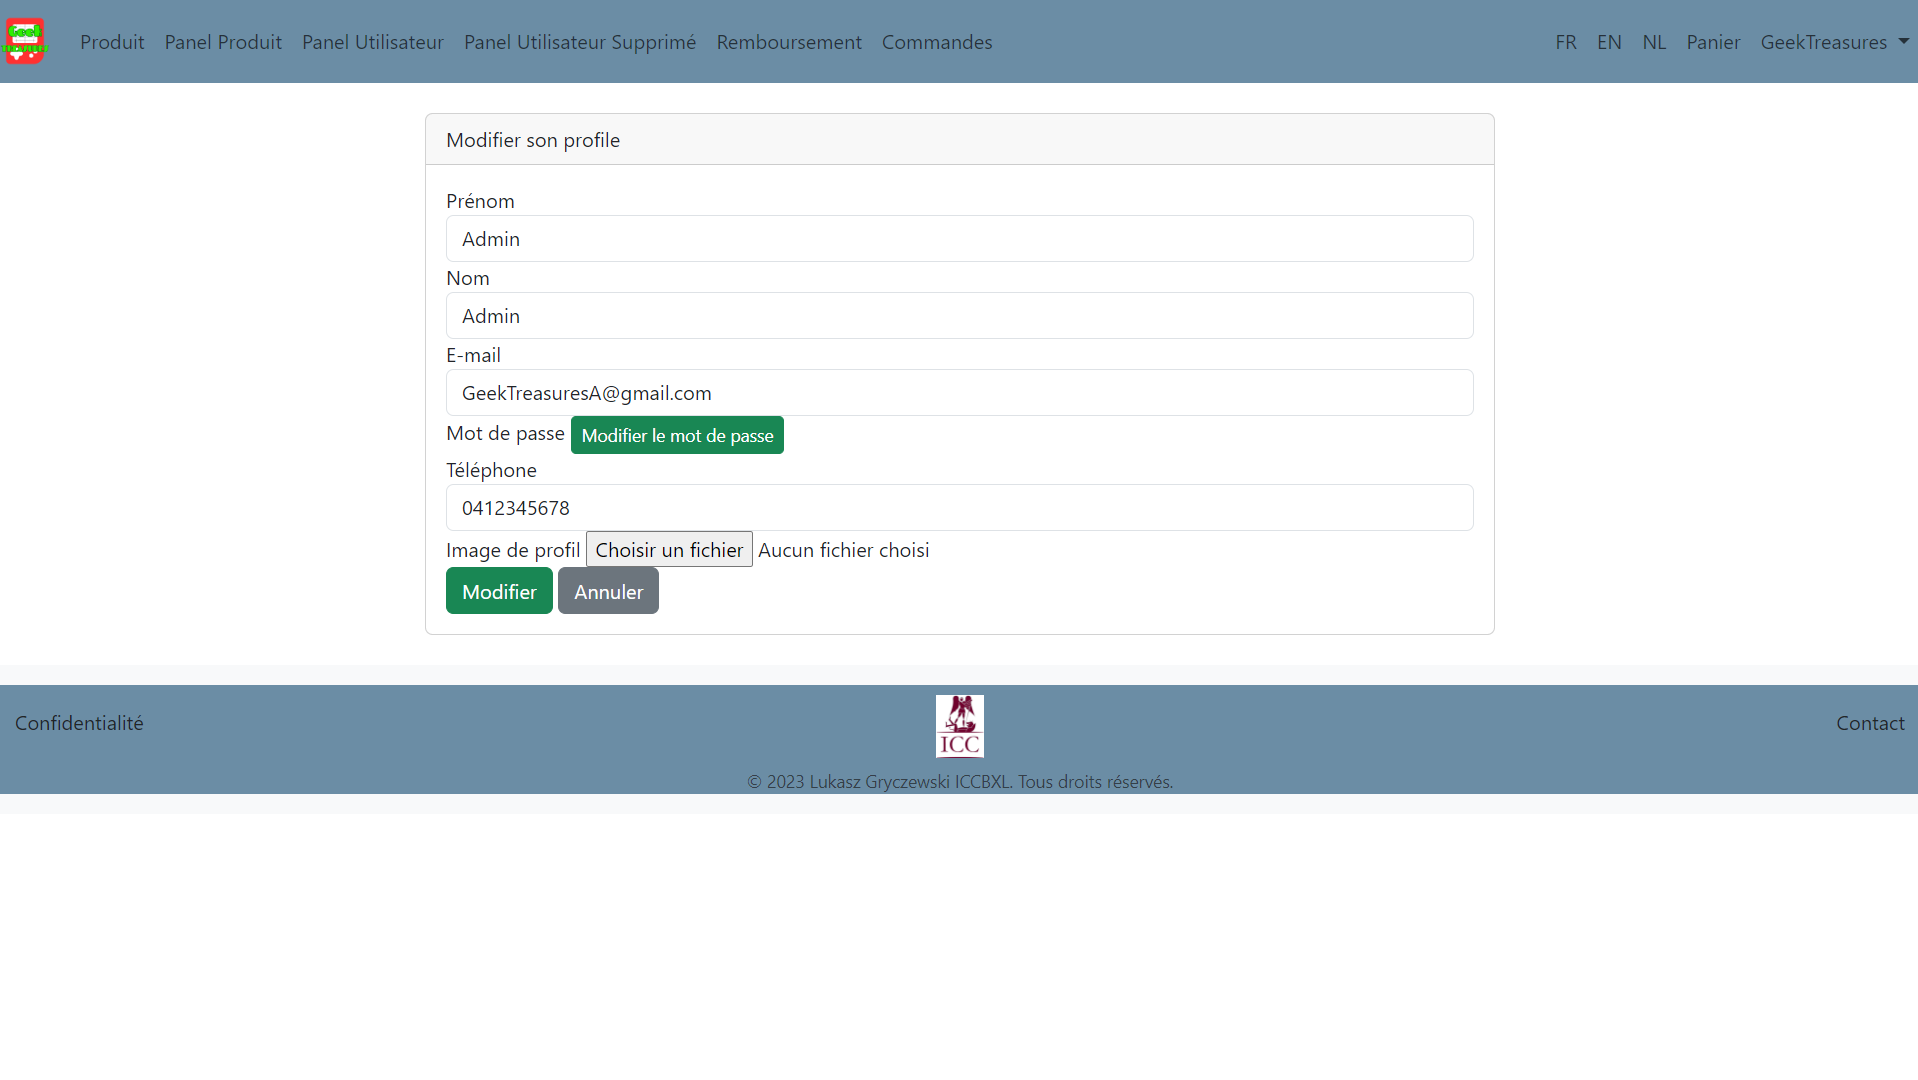 Geek
Produit Panel Produit Panel Utilisateur Panel Utilisateur Supprimé Remboursement Commandes FR EN NL Panier GeekTreasures
Modifier son profile
Prénom
Admin
Nom
Admin
E-mail
GeekTreasuresA@gmail.com
Mot de passe Modifier le mot de passe
Téléphone
0412345678
Image de profil Choisir un fichier Aucun fichier choisi
Modifier Annuler
Confidentialité ICC Contact
© 2023 Lukasz Gryczewski ICCBXL. Tous droits réservés.